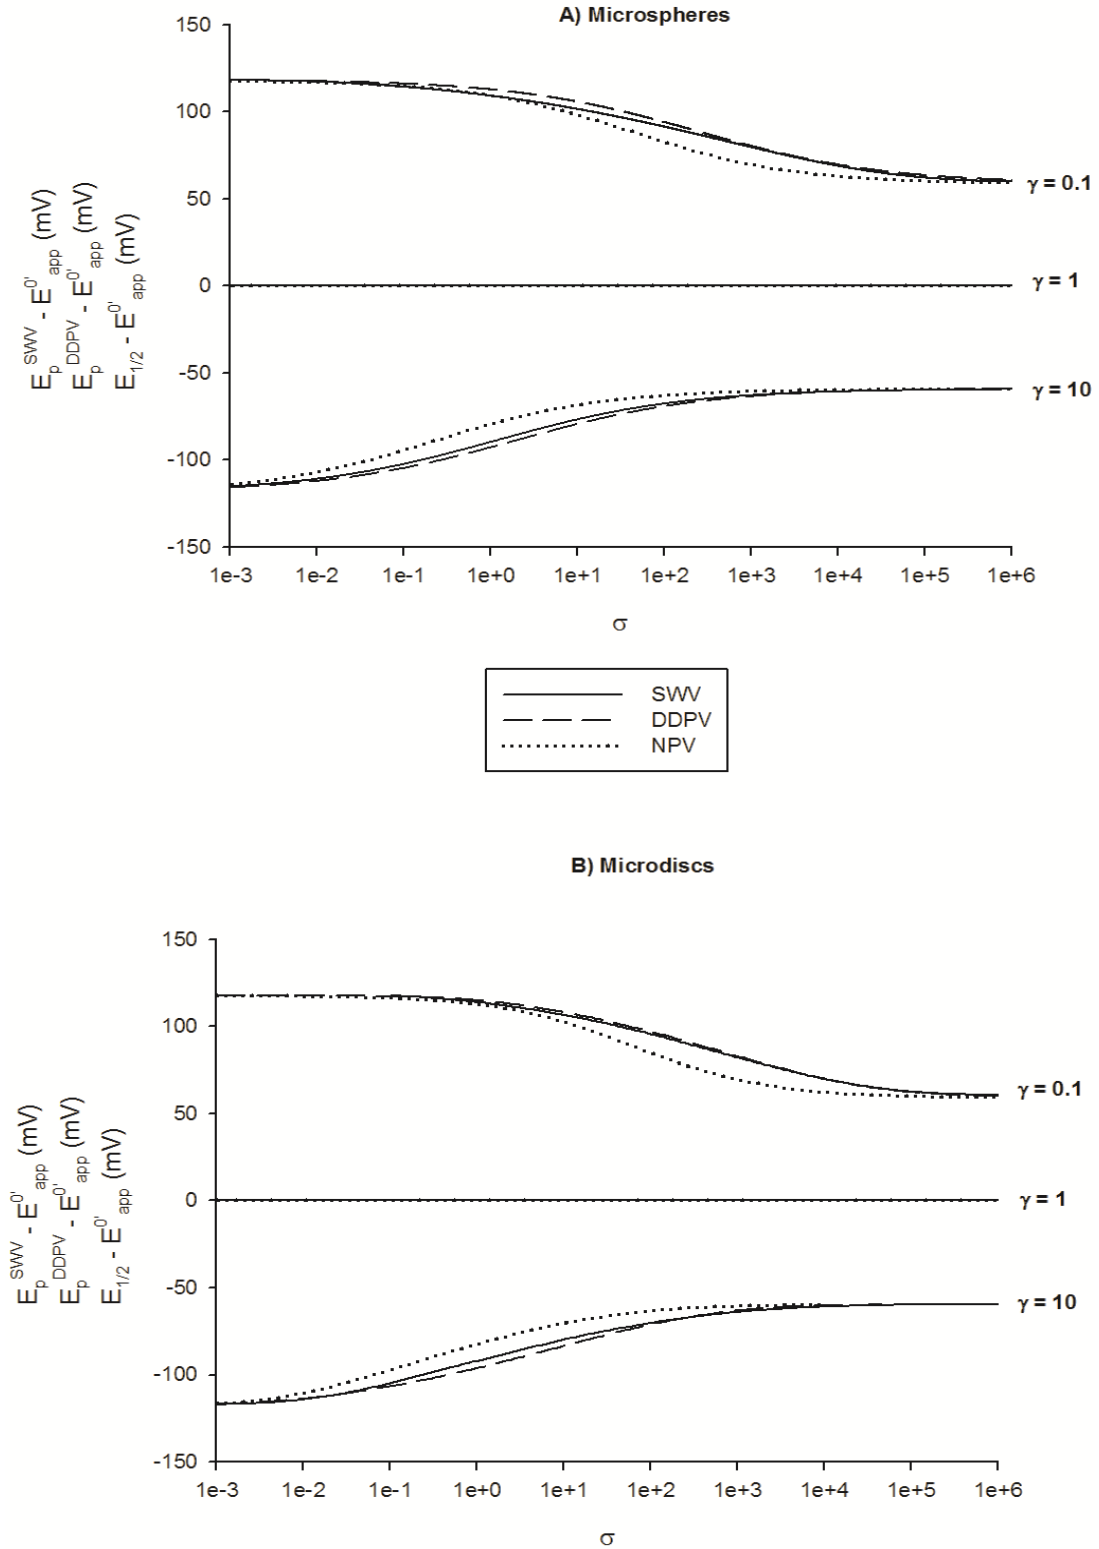 A) Microspheres
150
100
50
0
-50
-100
-150
E_p^SWV - E^0'_app (mV)
E_p^DDPV - E^0'_app (mV)
E_1/2 - E^0'_app (mV)
γ = 0.1
γ = 1
γ = 10
1e-3 1e-2 1e-1 1e+0 1e+1 1e+2 1e+3 1e+4 1e+5 1e+6
σ
SWV
DDPV
NPV
B) Microdiscs
150
100
50
0
-50
-100
-150
E_p^SWV - E^0'_app (mV)
E_p^DDPV - E^0'_app (mV)
E_1/2 - E^0'_app (mV)
γ = 0.1
γ = 1
γ = 10
1e-3 1e-2 1e-1 1e+0 1e+1 1e+2 1e+3 1e+4 1e+5 1e+6
σ